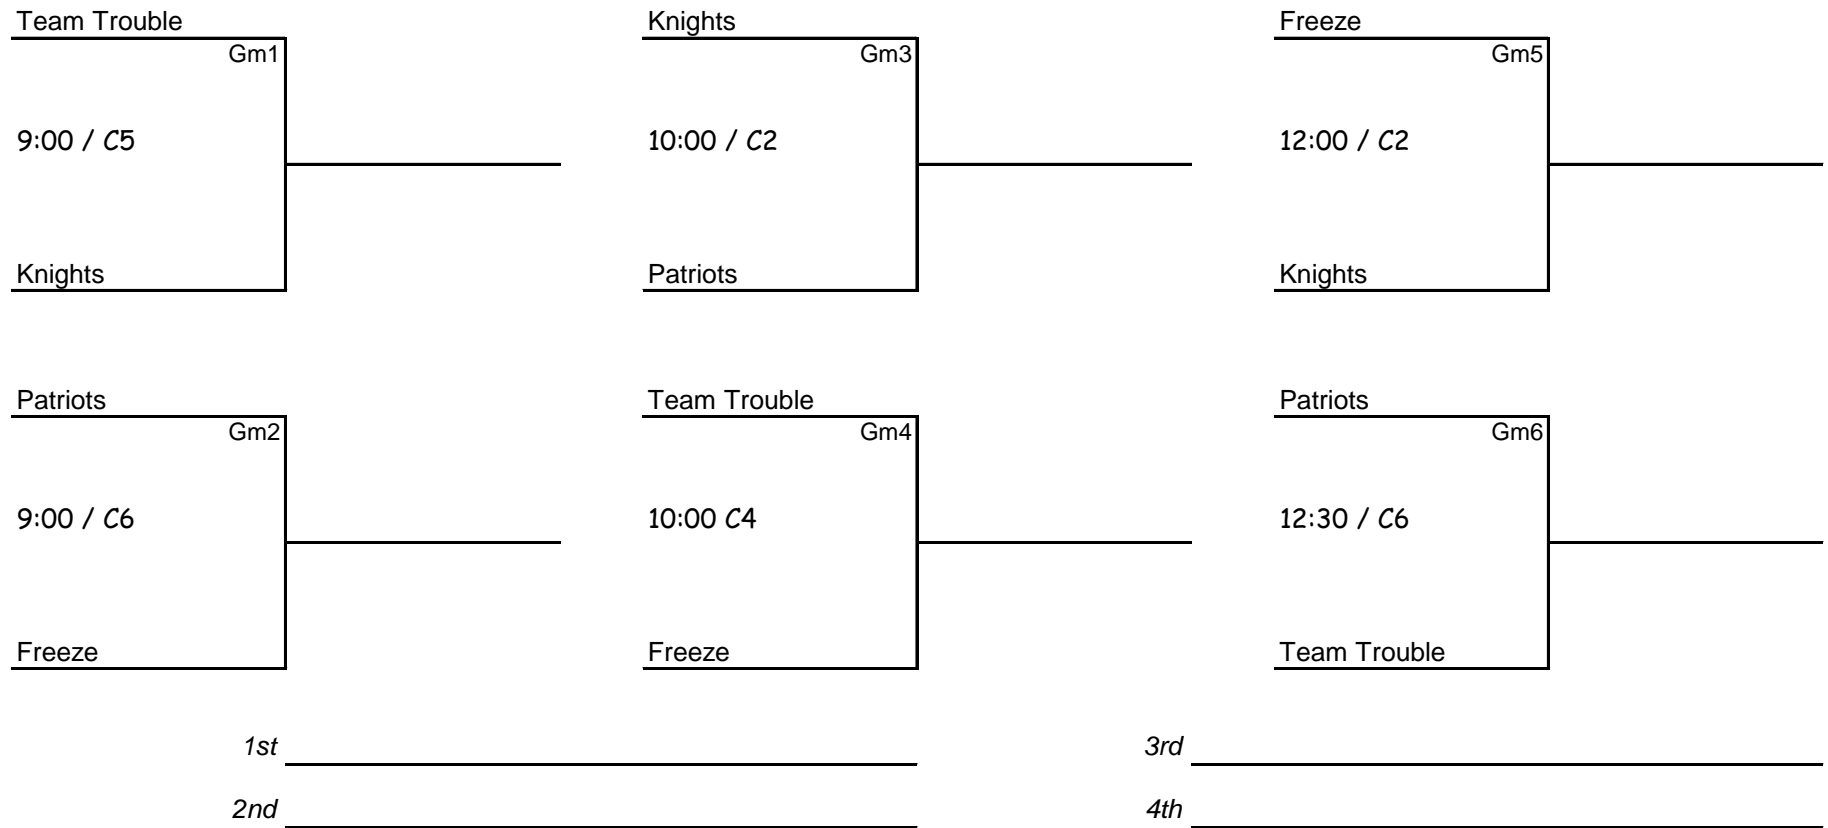 Team Trouble
Gm1
9:00 / C5
Knights
Knights
Gm3
10:00 / C2
Patriots
Freeze
Gm5
12:00 / C2
Knights
Patriots
Gm2
9:00 / C6
Freeze
Team Trouble
Gm4
10:00 C4
Freeze
Patriots
Gm6
12:30 / C6
Team Trouble
1st
2nd
3rd
4th